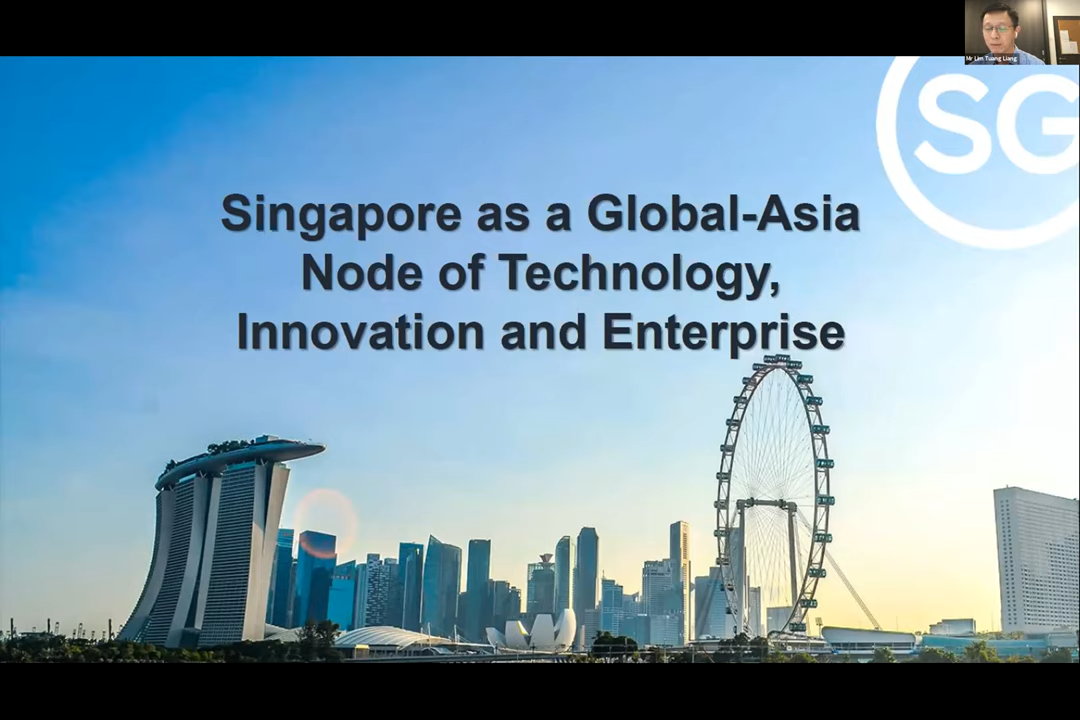 Mr Lim Tuang Liang
SG
Singapore as a Global-Asia
Node of Technology,
Innovation and Enterprise